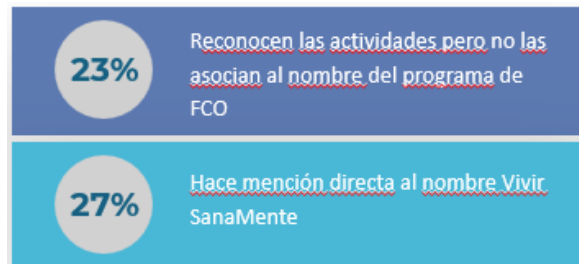 23%
Reconocen las actividades pero no las
asocian al nombre del programa de
FCO
27%
Hace mención directa al nombre Vivir
SanaMente